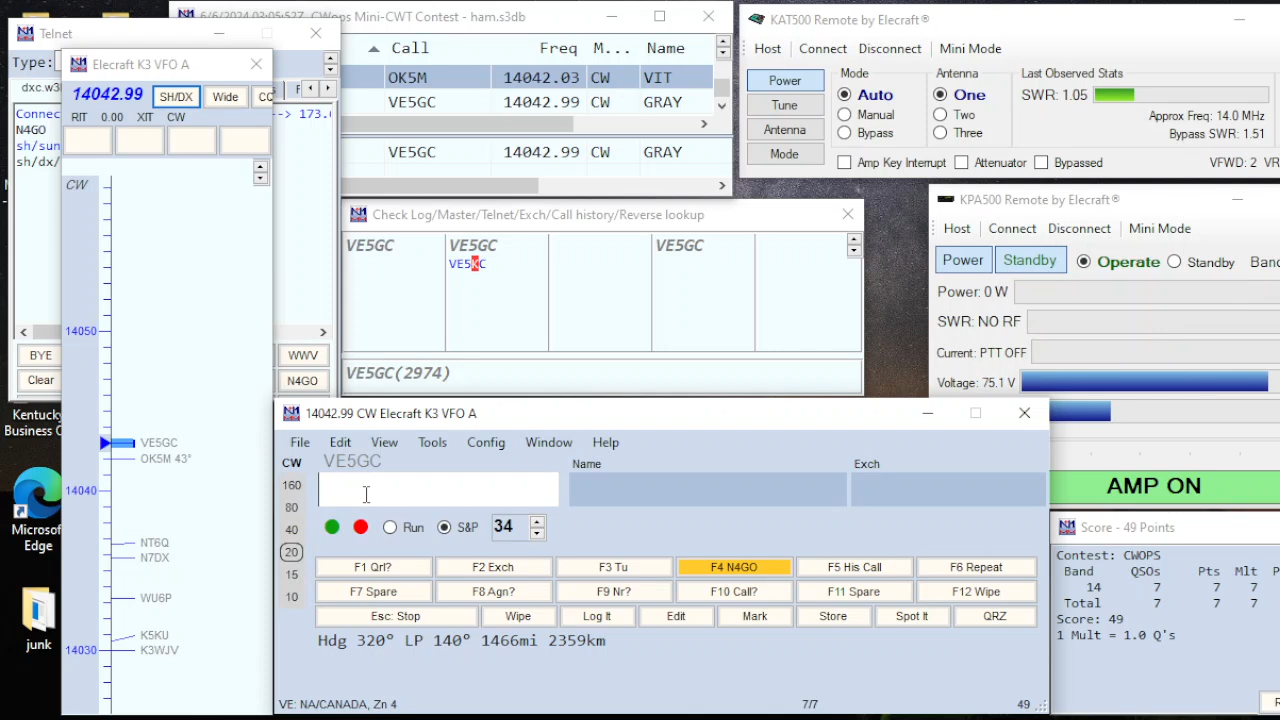 Telnet
Type:
dxc.w3
Connec
--> 173.
N4GO
sh/sun
sh/dx/
BYE
WWV
Clear
N4GO
Elecraft K3 VFO A
14042.99 SH/DX Wide CQ
RIT 0.00 XIT CW
CW
14050
VE5GC
OK5M 43°
14040
NT6Q
N7DX
WU6P
K5KU
14030
K3WJV
Kentucky
Business C
Microsof
Edge
junk
6/6/2024 03:05:52Z CWops Mini-CWT Contest - ham.s3db
Call Freq M... Name
OK5M 14042.03 CW VIT
VE5GC 14042.99 CW GRAY
VE5GC 14042.99 CW GRAY
Check Log/Master/Telnet/Exch/Call history/Reverse lookup
VE5GC VE5GC VE5GC
VE5KC
VE5GC(2974)
14042.99 CW Elecraft K3 VFO A
File Edit View Tools Config Window Help
CW VE5GC Name Exch
160
80
40
20
15
10
Run S&P 34
F1 Qrl? F2 Exch F3 Tu F4 N4GO F5 His Call F6 Repeat
F7 Spare F8 Agn? F9 Nr? F10 Call? F11 Spare F12 Wipe
Esc: Stop Wipe Log It Edit Mark Store Spot It QRZ
Hdg 320° LP 140° 1466mi 2359km
VE: NA/CANADA, Zn 4 7/7 49
KAT500 Remote by Elecraft®
Host Connect Disconnect Mini Mode
Power
Tune
Antenna
Mode
Mode
Auto
Manual
Bypass
Antenna
One
Two
Three
Last Observed Stats
SWR: 1.05
Approx Freq: 14.0 MHz
Bypass SWR: 1.51
Amp Key Interrupt Attenuator Bypassed VFWD: 2 VR
KPA500 Remote by Elecraft®
Host Connect Disconnect Mini Mode
Power Standby Operate Standby Band
Power: 0 W
SWR: NO RF
Current: PTT OFF
Voltage: 75.1 V
AMP ON
Score - 49 Points
Contest: CWOPS
Band QSOs Pts Mlt P
14 7 7 7
Total 7 7 7
Score: 49
1 Mult = 1.0 Q's